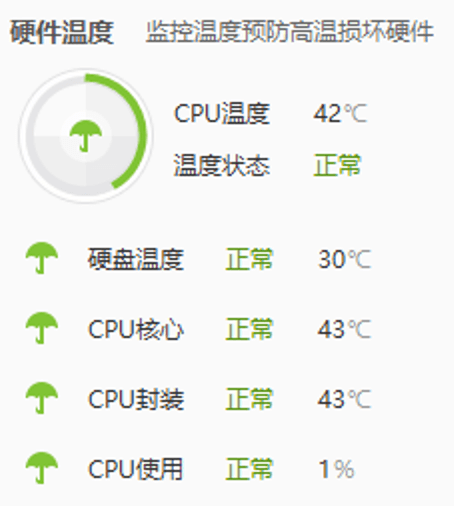 硬件温度 监控温度预防高温损坏硬件
CPU温度 42℃
温度状态 正常
硬盘温度 正常 30℃
CPU核心 正常 43℃
CPU封装 正常 43℃
CPU使用 正常 1%